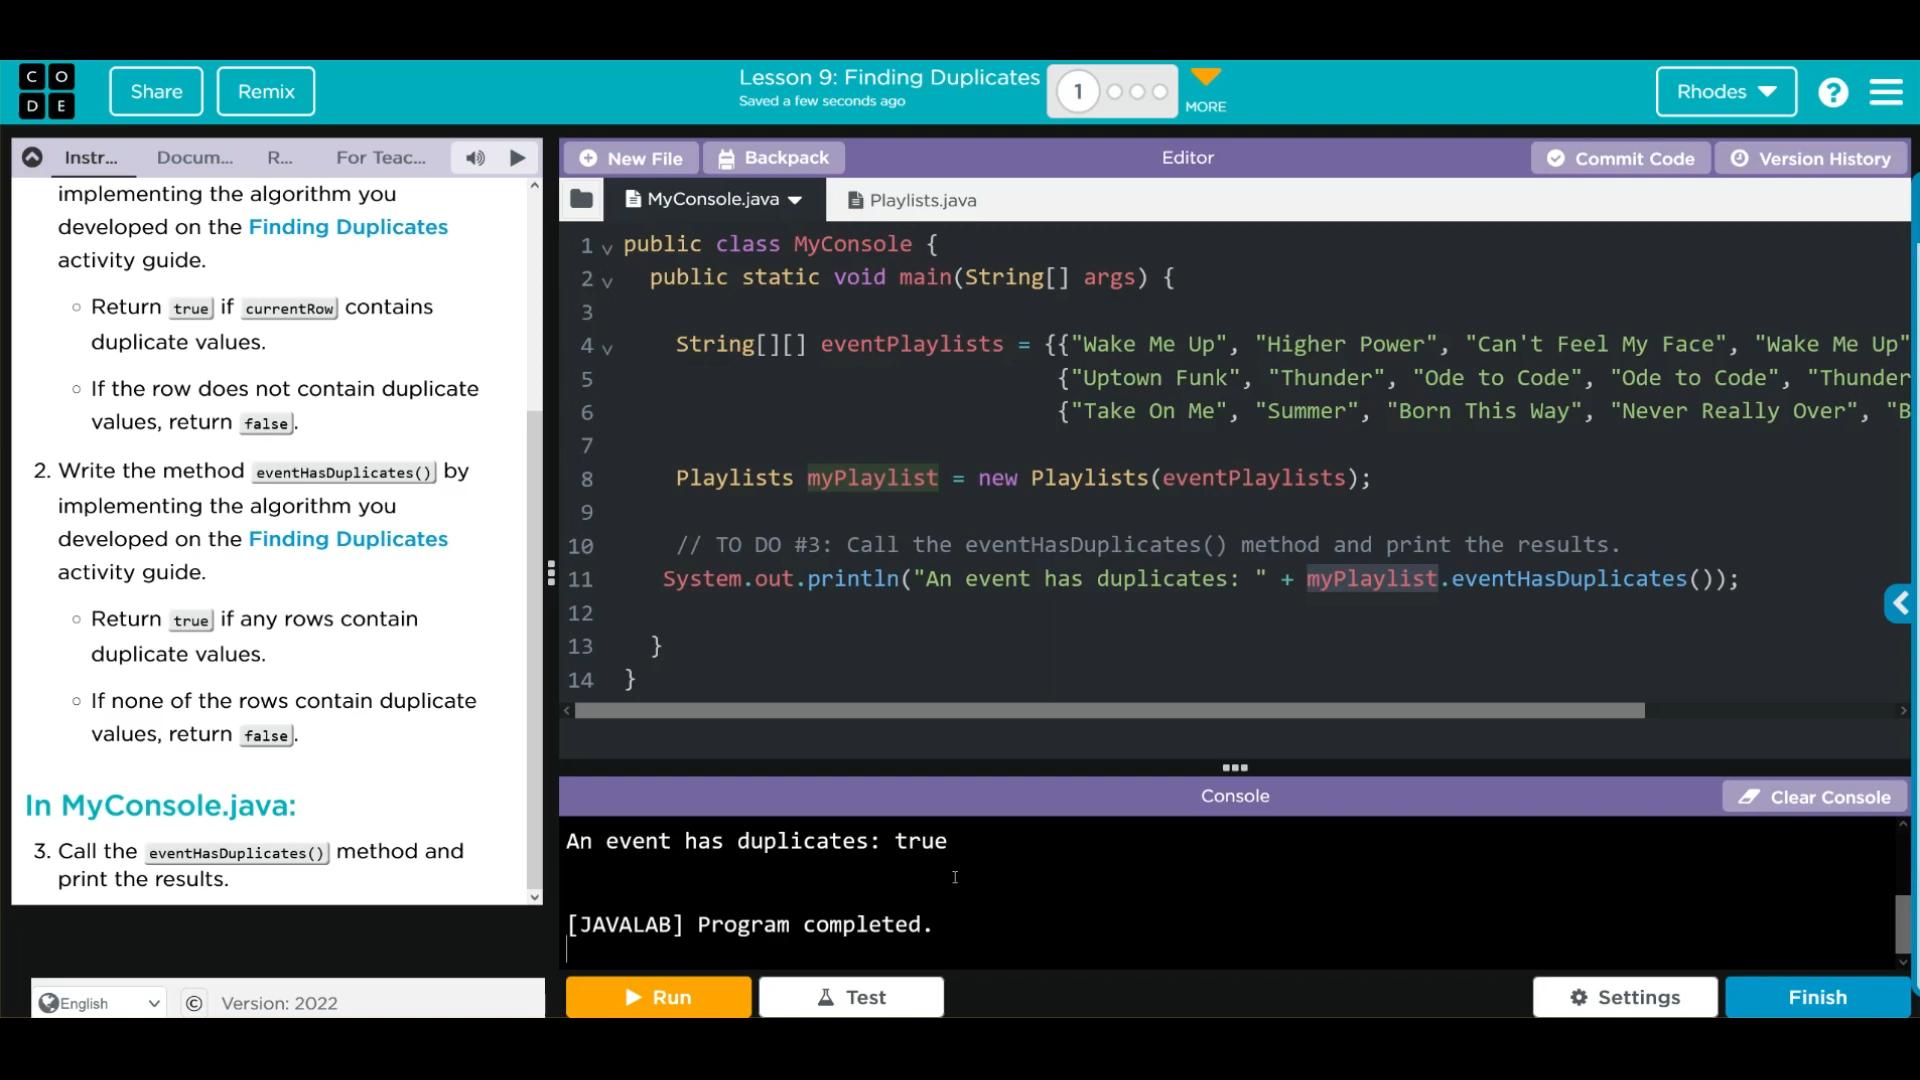 C O D E
Share
Remix
Lesson 9: Finding Duplicates
Saved a few seconds ago
1
MORE
Rhodes
?
Instr...
Docum...
R...
For Teac...
implementing the algorithm you
developed on the Finding Duplicates
activity guide.
Return true if currentRow contains
duplicate values.
If the row does not contain duplicate
values, return false.
2. Write the method eventHasDuplicates() by
implementing the algorithm you
developed on the Finding Duplicates
activity guide.
Return true if any rows contain
duplicate values.
If none of the rows contain duplicate
values, return false.
In MyConsole.java:
3. Call the eventHasDuplicates() method and
print the results.
English
© Version: 2022
New File
Backpack
Editor
Commit Code
Version History
MyConsole.java
Playlists.java
1 public class MyConsole {
2 public static void main(String[] args) {
3
4 String[][] eventPlaylists = {{"Wake Me Up", "Higher Power", "Can't Feel My Face", "Wake Me Up"
5 {"Uptown Funk", "Thunder", "Ode to Code", "Ode to Code", "Thunder
6 {"Take On Me", "Summer", "Born This Way", "Never Really Over", "B
7
8 Playlists myPlaylist = new Playlists(eventPlaylists);
9
10 // TO DO #3: Call the eventHasDuplicates() method and print the results.
11 System.out.println("An event has duplicates: " + myPlaylist.eventHasDuplicates());
12
13 }
14 }
Console
Clear Console
An event has duplicates: true
[JAVALAB] Program completed.
Run
Test
Settings
Finish